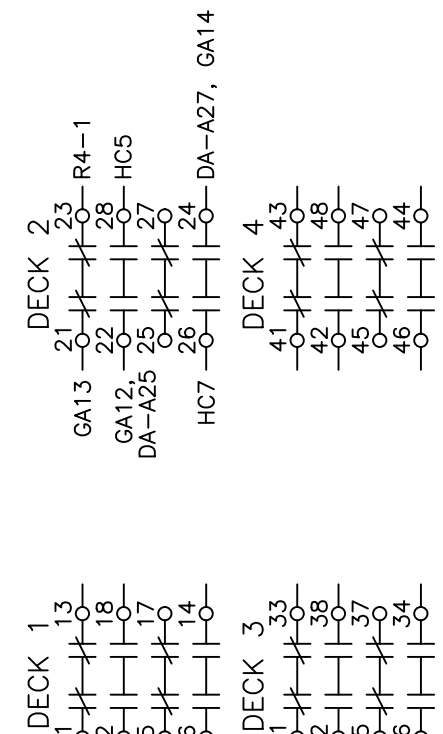 DECK 2
GA13 21 23 R4-1
GA12,
DA-A25 22 28 HC5
25 27
HC7 26 24 DA-A27, GA14
DECK 4
41 43
42 48
45 47
46 44
DECK 1
13
18
17
14
DECK 3
33
38
37
34